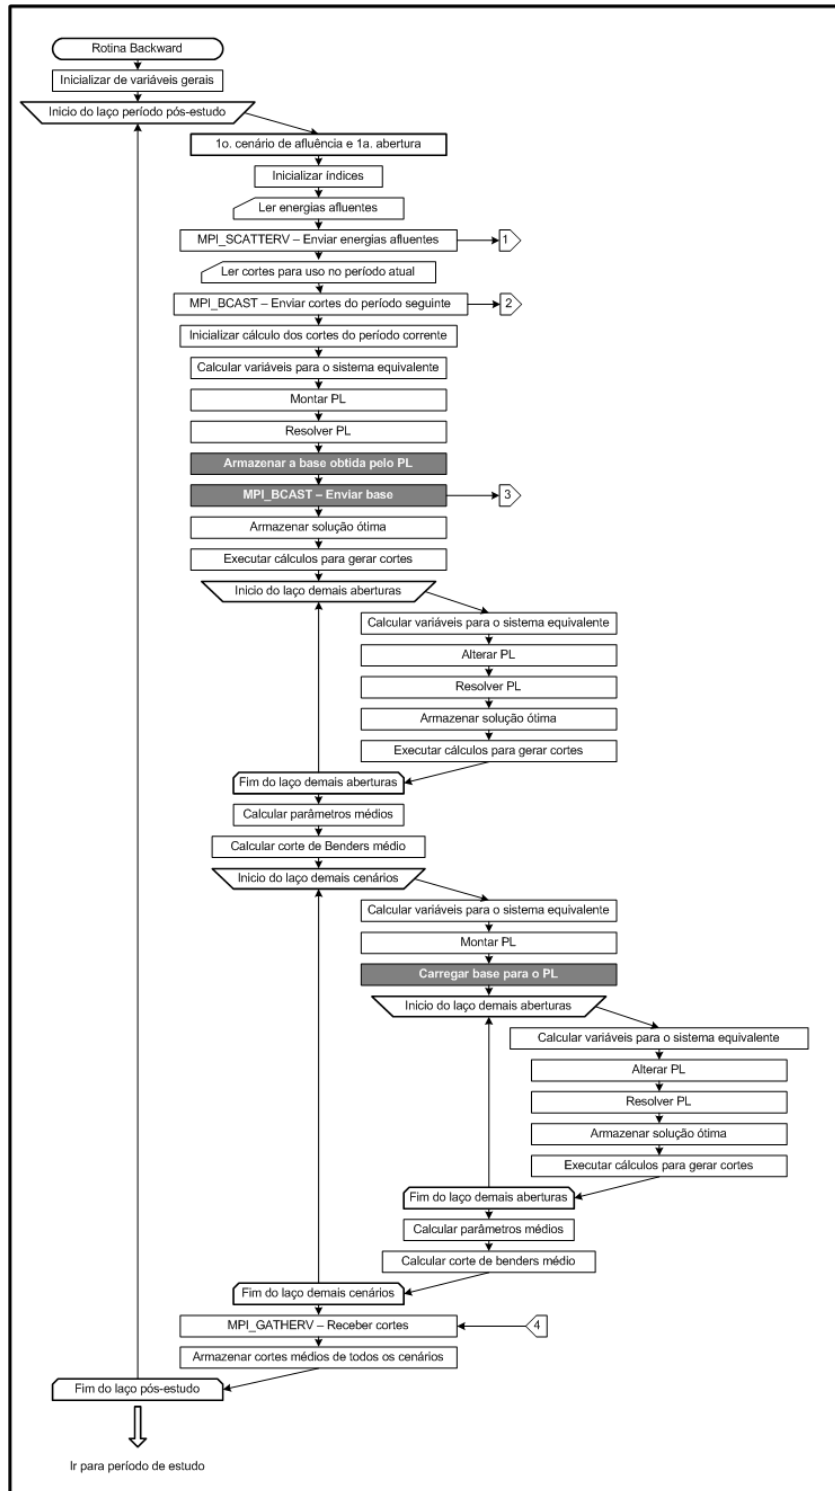 Rotina Backward
Inicializar de variáveis gerais
Inicio do laço período pós-estudo
1o. cenário de afluência e 1a. abertura
Inicializar índices
Ler energias afluentes
MPI_SCATTERV – Enviar energias afluentes
1
Ler cortes para uso no período atual
MPI_BCAST – Enviar cortes do período seguinte
2
Inicializar cálculo dos cortes do período corrente
Calcular variáveis para o sistema equivalente
Montar PL
Resolver PL
Armazenar a base obtida pelo PL
MPI_BCAST – Enviar base
3
Armazenar solução ótima
Executar cálculos para gerar cortes
Inicio do laço demais aberturas
Calcular variáveis para o sistema equivalente
Alterar PL
Resolver PL
Armazenar solução ótima
Executar cálculos para gerar cortes
Fim do laço demais aberturas
Calcular parâmetros médios
Calcular corte de Benders médio
Inicio do laço demais cenários
Calcular variáveis para o sistema equivalente
Montar PL
Carregar base para o PL
Inicio do laço demais aberturas
Calcular variáveis para o sistema equivalente
Alterar PL
Resolver PL
Armazenar solução ótima
Executar cálculos para gerar cortes
Fim do laço demais aberturas
Calcular parâmetros médios
Calcular corte de benders médio
Fim do laço demais cenários
MPI_GATHERV – Receber cortes
4
Armazenar cortes médios de todos os cenários
Fim do laço pós-estudo
Ir para período de estudo